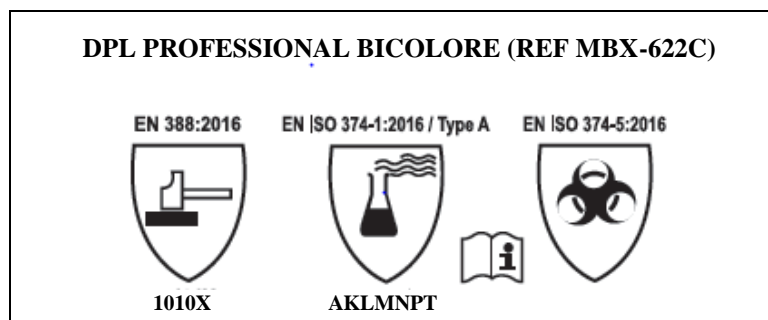 DPL PROFESSIONAL BICOLORE (REF MBX-622C)
EN 388:2016 EN ISO 374-1:2016 / Type A EN ISO 374-5:2016
i
1010X AKLMNPT